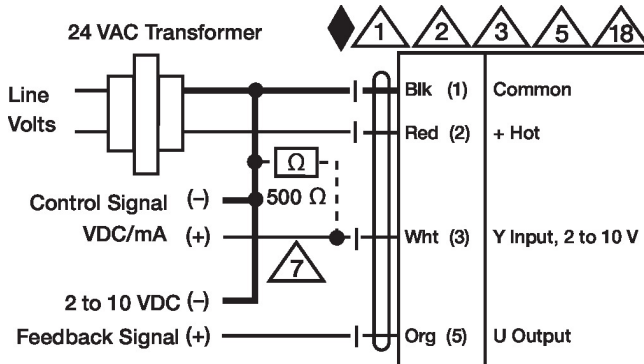 24 VAC Transformer
1 2 3 5 18
Line
Volts
Blk (1) Common
Red (2) + Hot
Ω
500 Ω
Control Signal (-)
VDC/mA (+)
Wht (3) Y Input, 2 to 10 V
7
2 to 10 VDC (-)
Feedback Signal (+)
Org (5) U Output